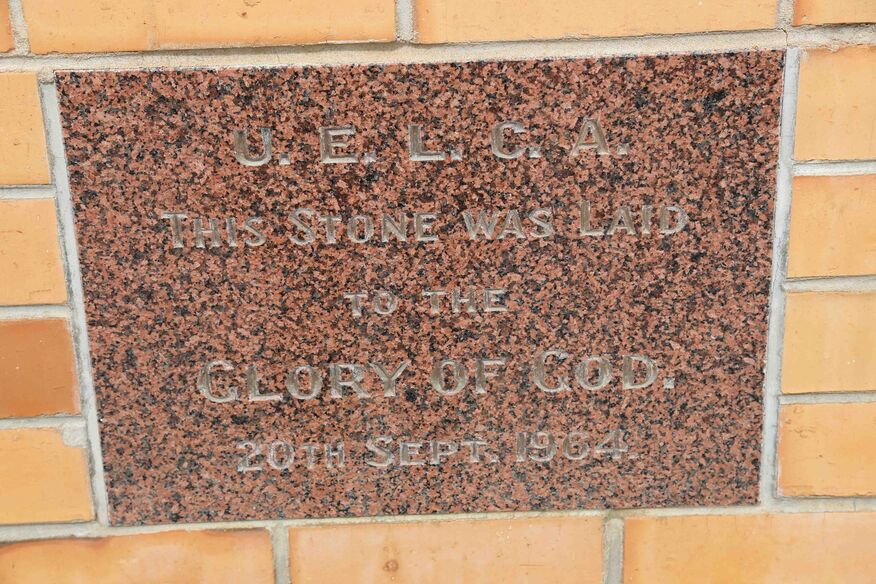 U. E. L. C. A.
THIS STONE WAS LAID
TO THE
GLORY OF GOD.
20TH SEPT. 1964.